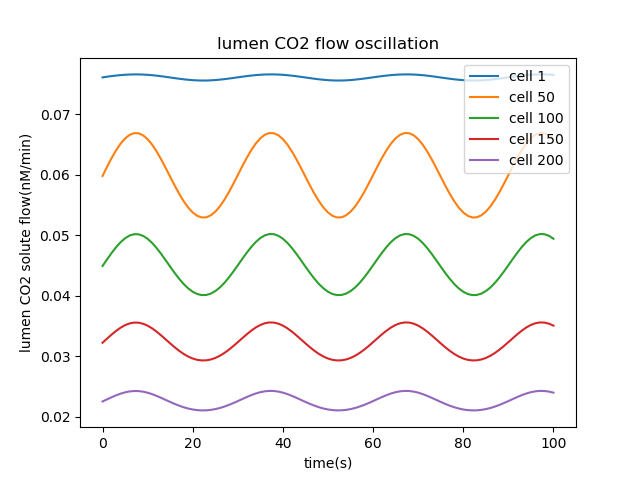 lumen CO2 flow oscillation
cell 1
cell 50
cell 100
cell 150
cell 200
lumen CO2 solute flow(nM/min)
0.07
0.06
0.05
0.04
0.03
0.02
0 20 40 60 80 100
time(s)